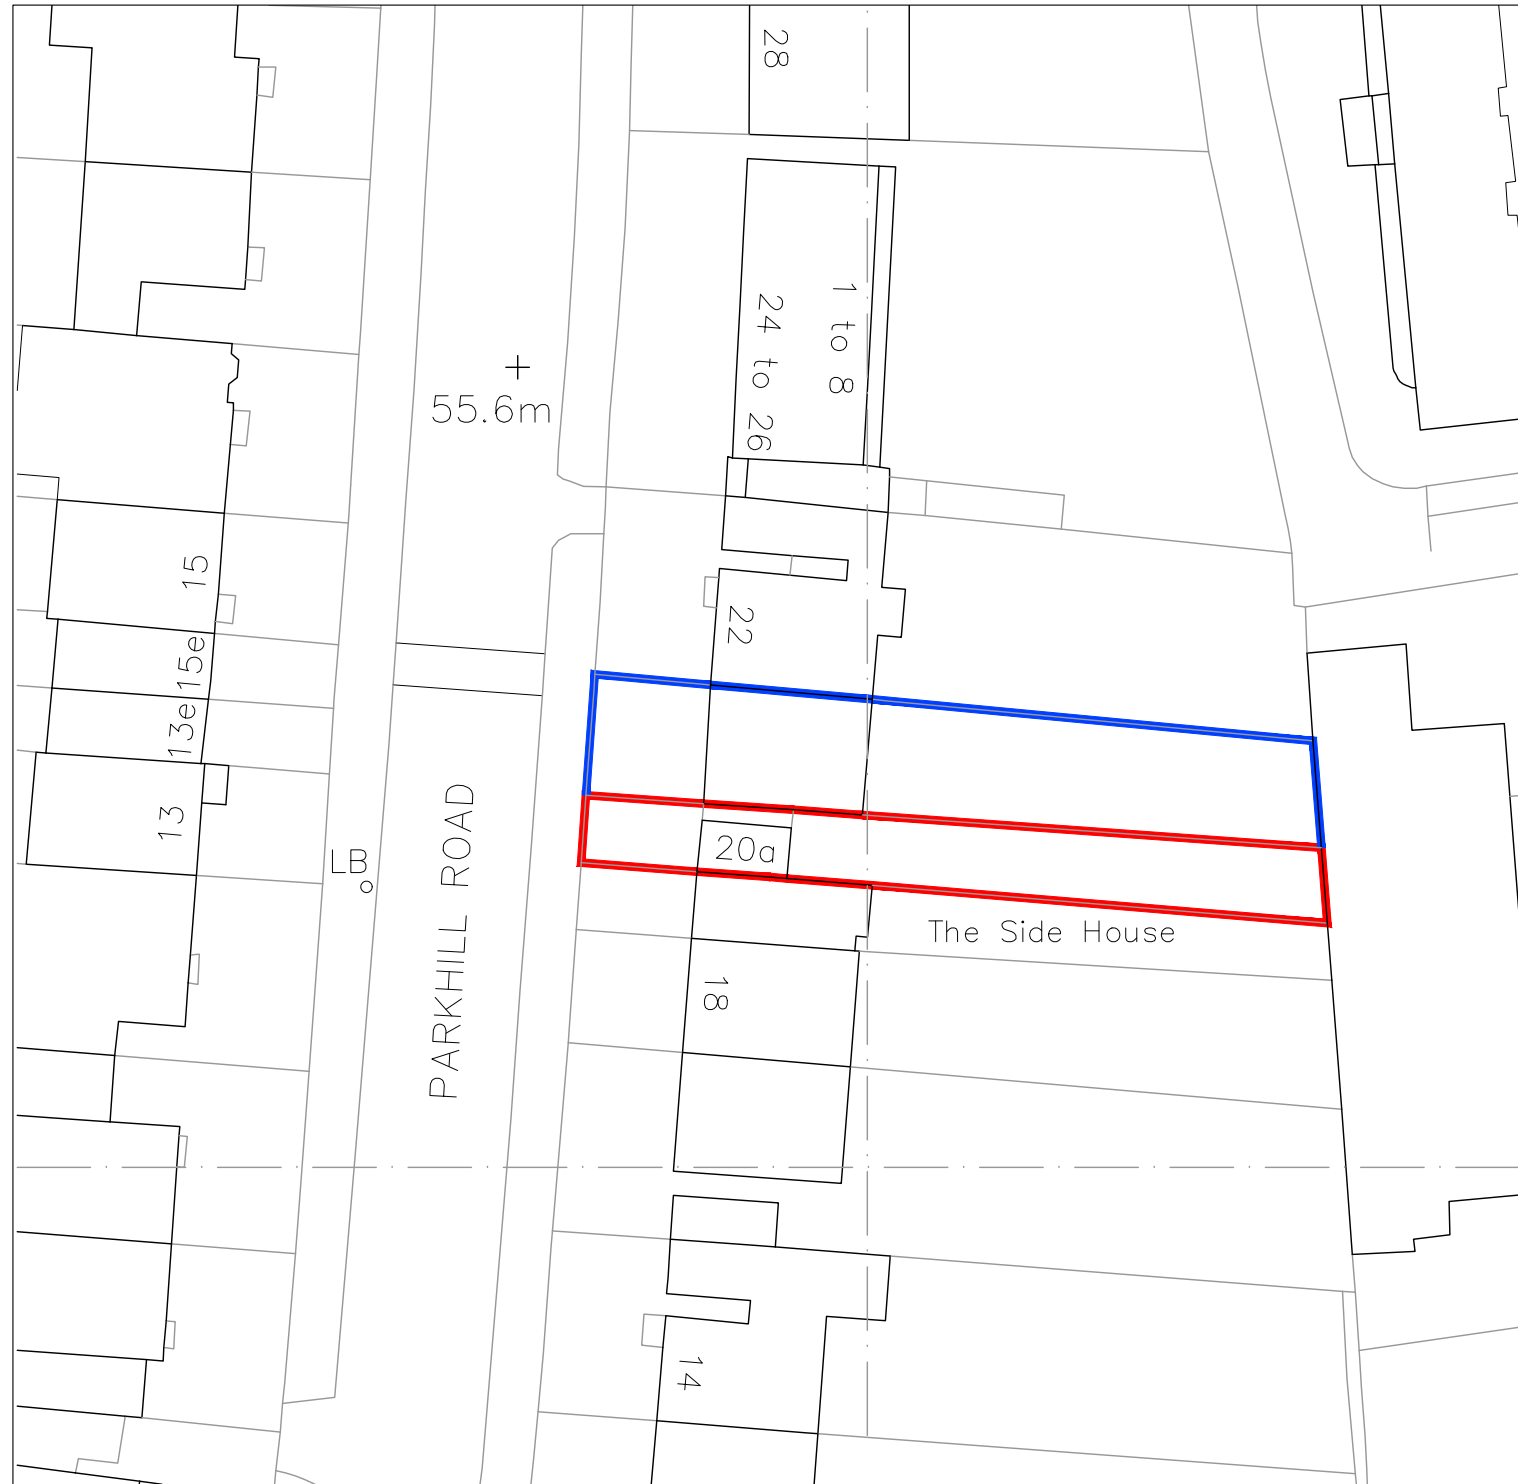 28
1 to 8
24 to 26
55.6m
15
22
15e
13e
13
LB
20a
PARKHILL ROAD
The Side House
18
14